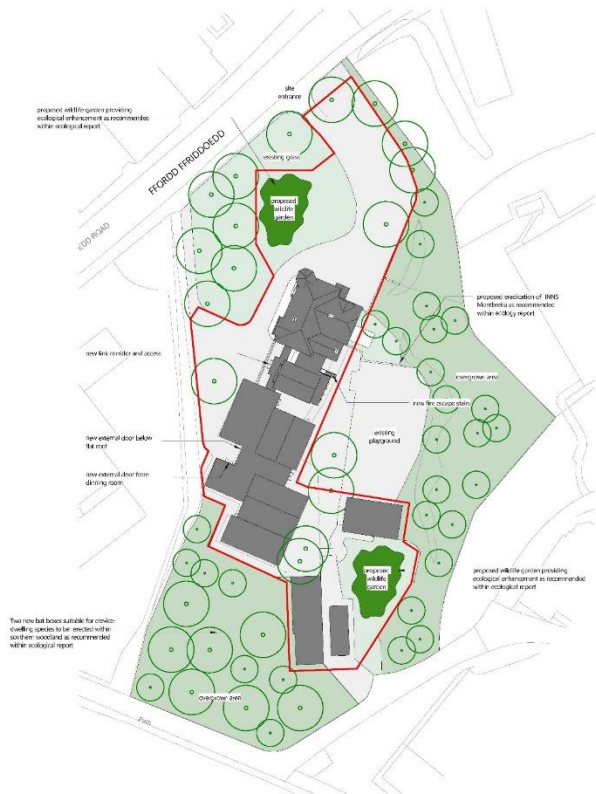 site
entrance
proposed wildlife garden providing
ecological enhancement as recommended
within ecological report
FFORDD FFRIDDOEDD
existing grass
proposed
wildlife
garden
EDD ROAD
proposed eradication of INNS
Montbretia as recommended
within ecology report
new link corridor and access
overgrown area
new fire escape stairs
existing
playground
new external door below
flat roof
new external door from
dinning room
proposed
wildlife
garden
proposed wildlife garden providing
ecological enhancement as recommended
within ecological report
Two new bat boxes suitable for crevice-
dwelling species to be erected within
southern woodland as recommended
within ecological report
overgrown area
Path